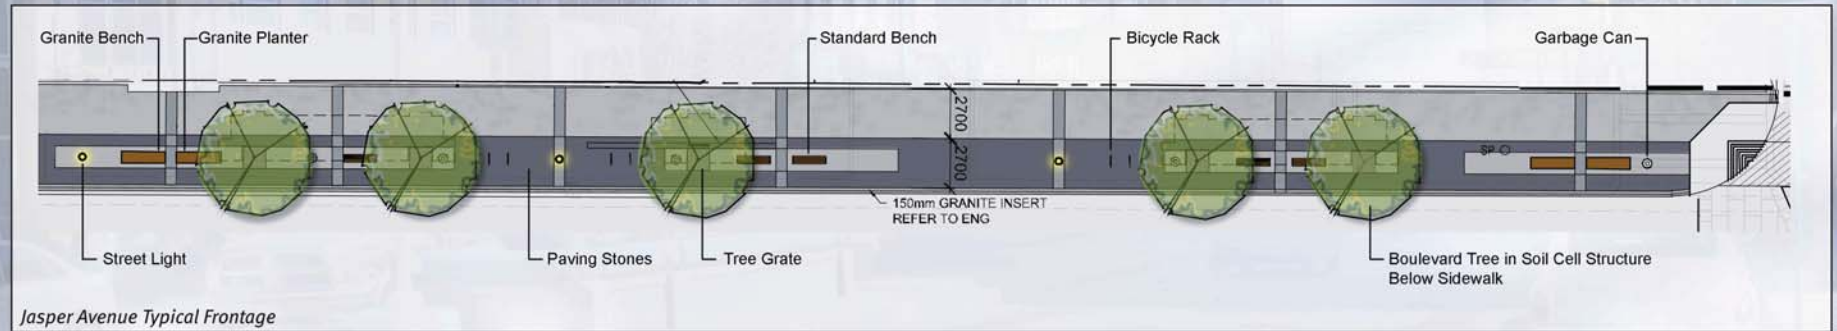 Granite Bench
Granite Planter
Standard Bench
Bicycle Rack
Garbage Can
2700
2700
SP
150mm GRANITE INSERT
REFER TO ENG
Street Light
Paving Stones
Tree Grate
Boulevard Tree in Soil Cell Structure
Below Sidewalk
Jasper Avenue Typical Frontage